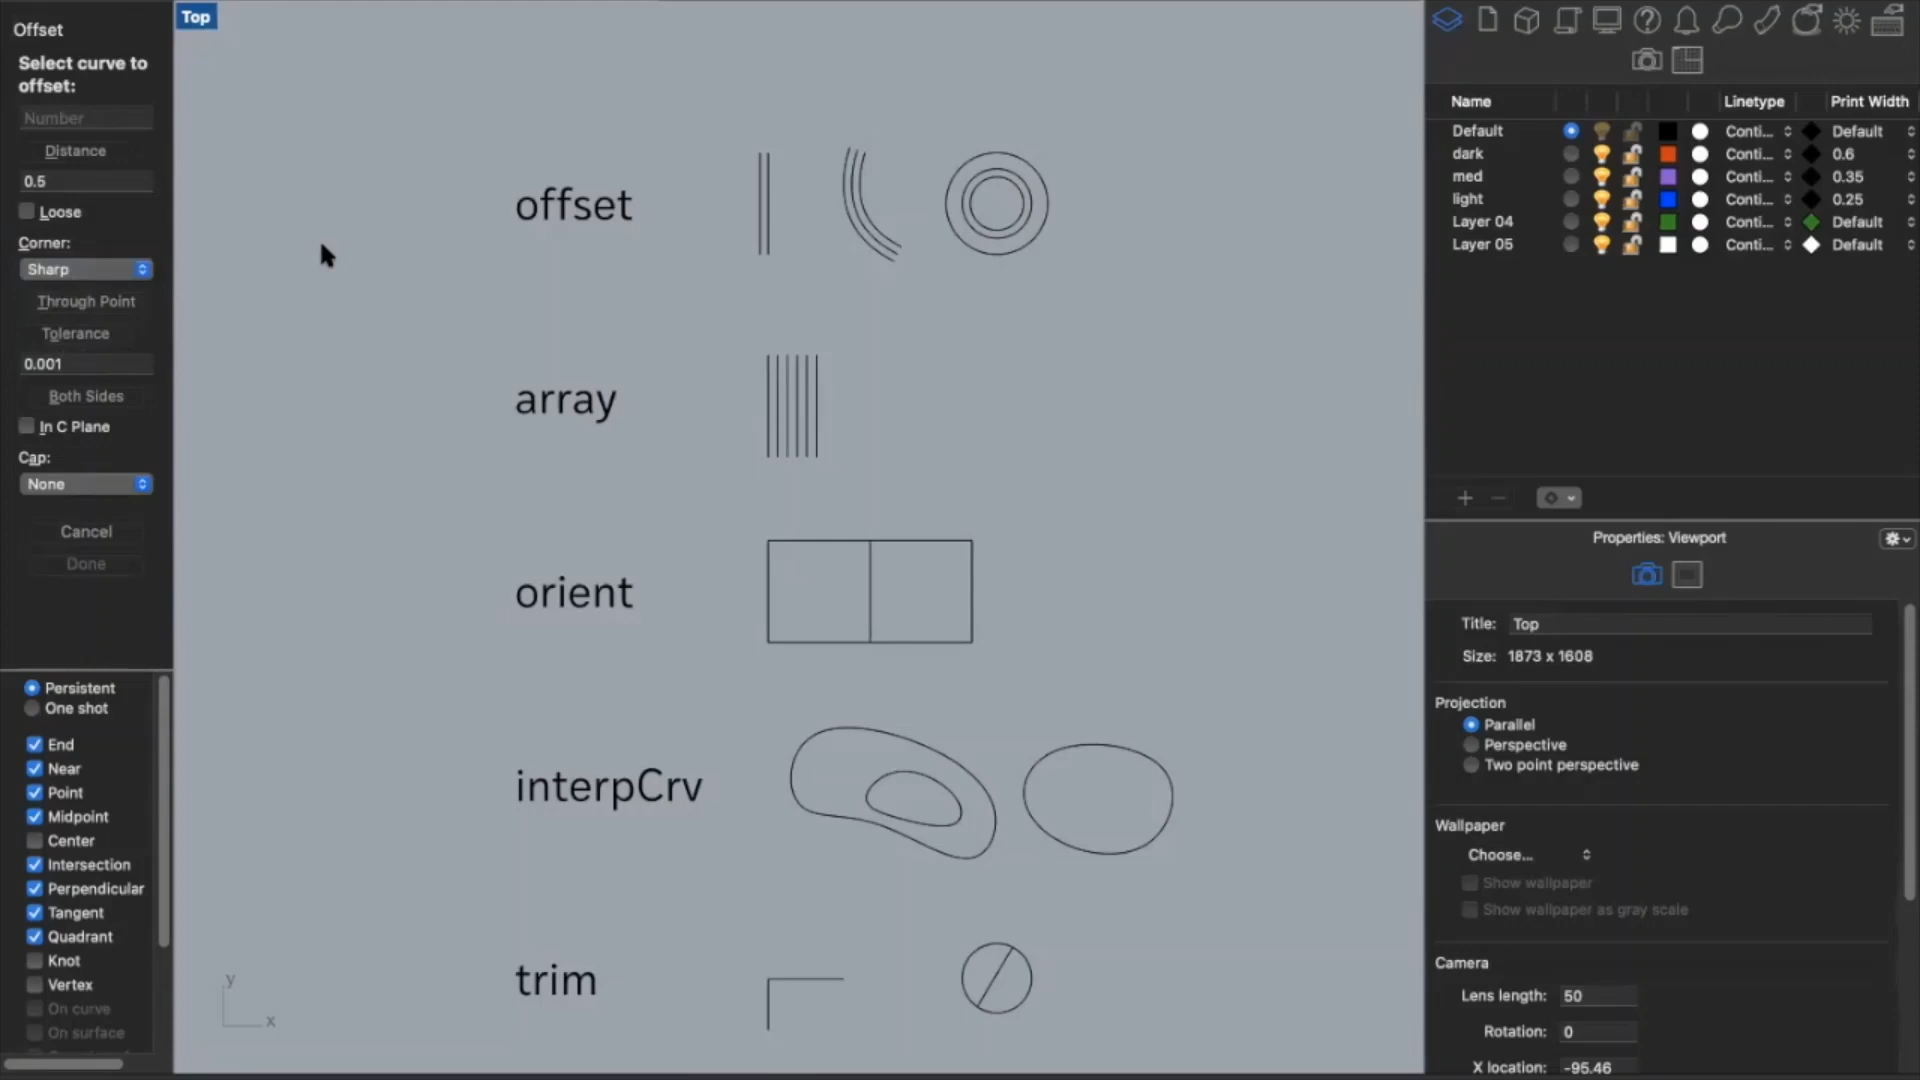 Offset
Select curve to
offset:
Number
Distance
0.5
Loose
Corner:
Sharp
Through Point
Tolerance
0.001
Both Sides
In C Plane
Cap:
None
Cancel
Done
Persistent
One shot
End
Near
Point
Midpoint
Center
Intersection
Perpendicular
Tangent
Quadrant
Knot
Vertex
On curve
On surface
Top
offset
array
orient
interpCrv
trim
y
x
Name Linetype Print Width
Default Conti... Default
dark Conti... 0.6
med Conti... 0.35
light Conti... 0.25
Layer 04 Conti... Default
Layer 05 Conti... Default
Properties: Viewport
Title: Top
Size: 1873 x 1608
Projection
Parallel
Perspective
Two point perspective
Wallpaper
Choose...
Show wallpaper
Show wallpaper as gray scale
Camera
Lens length: 50
Rotation: 0
X location: -95.46